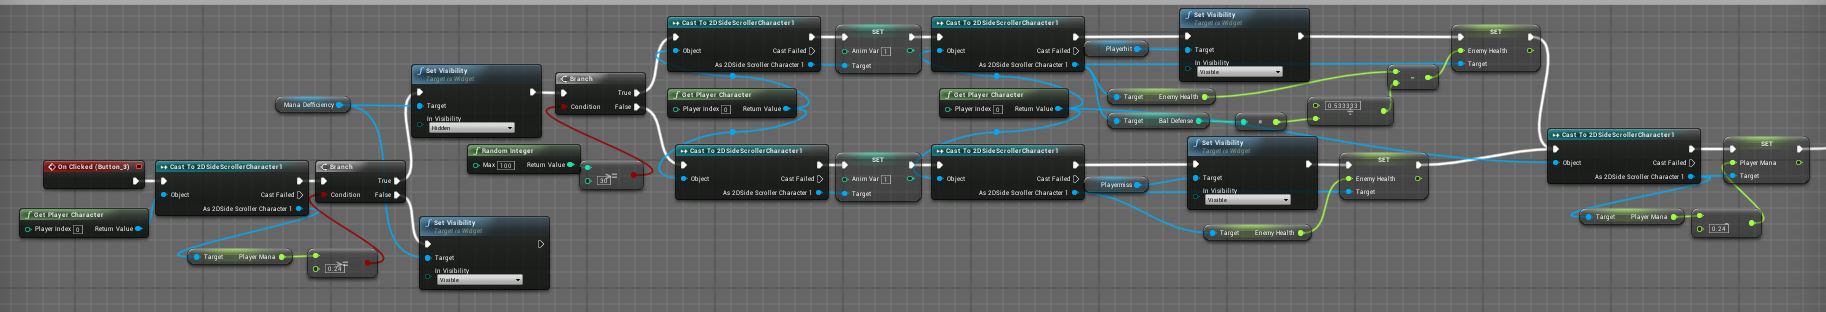 On Clicked (Button_3)
Get Player Character
Player Index 0
Return Value
Cast To 2DSideScrollerCharacter1
Object
Cast Failed
As 2DSide Scroller Character 1
Target
Player Mana
Branch
Condition
True
False
>=
0.24
Mana Defficiency
Set Visibility
Target is Widget
Target
In Visibility
Hidden
Set Visibility
Target is Widget
Target
In Visibility
Visible
Random Integer
Max 100
Return Value
>=
30
Branch
Condition
True
False
Cast To 2DSideScrollerCharacter1
Object
Cast Failed
As 2DSide Scroller Character 1
Get Player Character
Player Index 0
Return Value
Cast To 2DSideScrollerCharacter1
Object
Cast Failed
As 2DSide Scroller Character 1
SET
Anim Var 1
Target
SET
Anim Var 1
Target
Cast To 2DSideScrollerCharacter1
Object
Cast Failed
As 2DSide Scroller Character 1
Get Player Character
Player Index 0
Return Value
Cast To 2DSideScrollerCharacter1
Object
Cast Failed
As 2DSide Scroller Character 1
Playerhit
Target
Enemy Health
Target
Bal Defense
Playermiss
Set Visibility
Target is Widget
Target
In Visibility
Visible
Set Visibility
Target is Widget
Target
In Visibility
Visible
Target
Enemy Health
0.533333
÷
-
SET
Enemy Health
Target
SET
Enemy Health
Target
Cast To 2DSideScrollerCharacter1
Object
Cast Failed
As 2DSide Scroller Character 1
Target
Player Mana
0.24
SET
Player Mana
Target